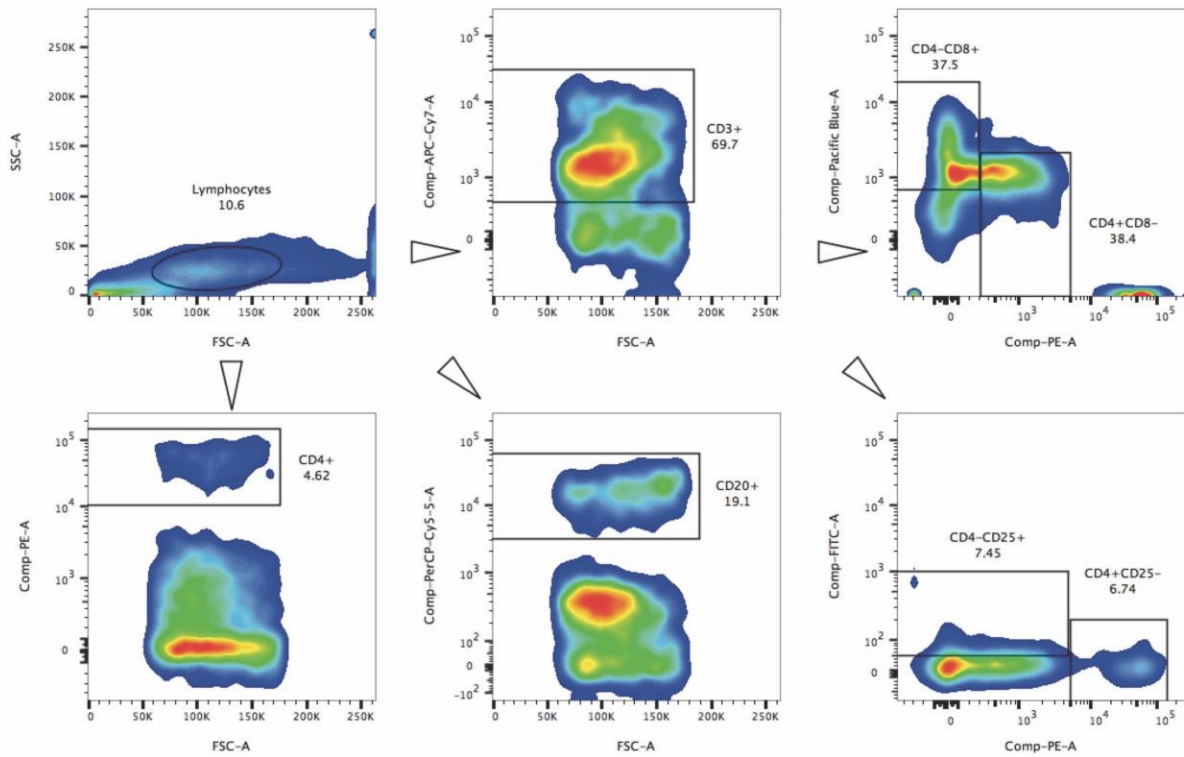 SSC-A
250K
200K
150K
100K
50K
0
Lymphocytes
10.6
0 50K 100K 150K 200K 250K
FSC-A
Comp-APC-Cy7-A
10^5
10^4
10^3
0
CD3+
69.7
0 50K 100K 150K 200K 250K
FSC-A
Comp-Pacific Blue-A
10^5
10^4
10^3
0
CD4-CD8+
37.5
CD4+CD8-
38.4
0 10^3 10^4 10^5
Comp-PE-A
Comp-PE-A
10^5
10^4
10^3
0
CD4+
4.62
0 50K 100K 150K 200K 250K
FSC-A
Comp-PerCP-Cy5-5-A
10^5
10^4
10^3
10^2
0
-10^2
CD20+
19.1
0 50K 100K 150K 200K 250K
FSC-A
Comp-FITC-A
10^5
10^4
10^3
10^2
0
CD4-CD25+
7.45
CD4+CD25-
6.74
0 10^3 10^4 10^5
Comp-PE-A